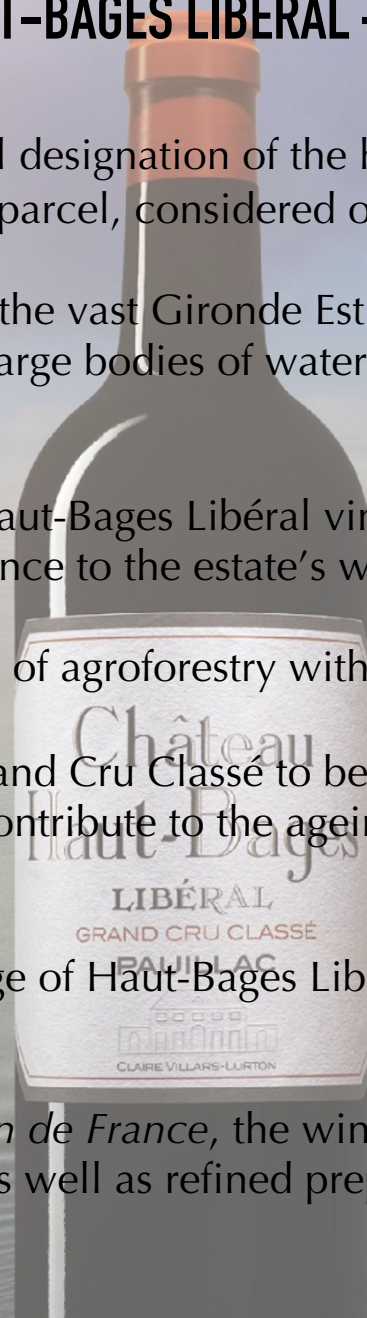 T-BAGES LIBERAL -
l designation of the h
parcel, considered o
the vast Gironde Est
arge bodies of water
aut-Bages Libéral vin
nce to the estate's w
of agroforestry with
Château
and Cru Classé to be
Haut-Bages
ontribute to the agein
LIBÉRAL
GRAND CRU CLASSÉ
PAUILLAC
ge of Haut-Bages Lib
CLAIRE VILLARS-LURTON
n de France, the win
s well as refined pre